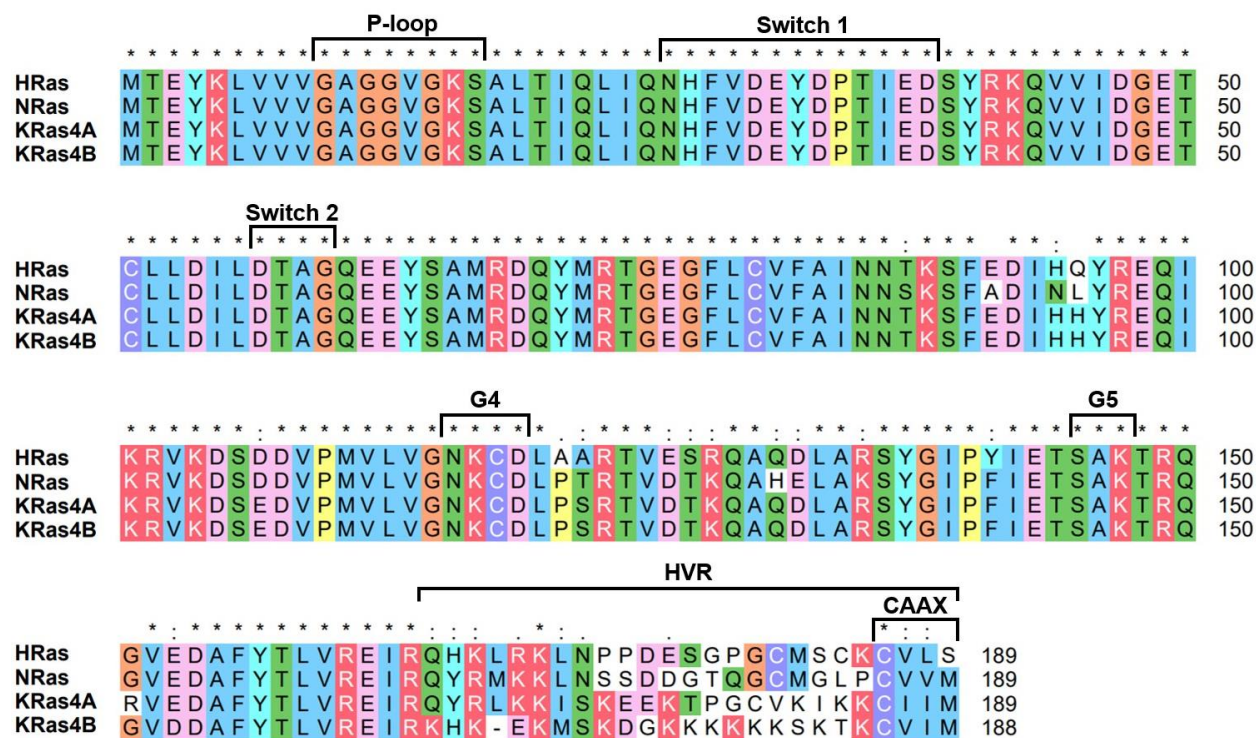 P-loop Switch 1
* * * * * * * * * * * * * * * * * * * * * * * * * * * * * * * * * * * * * * * * * * * * * * * * * *
HRas MTEYKLVVVGAGGVGKSALTIQLIQNHFVDEYDPTIEDSYRKQVVIDGET 50
NRas MTEYKLVVVGAGGVGKSALTIQLIQNHFVDEYDPTIEDSYRKQVVIDGET 50
KRas4A MTEYKLVVVGAGGVGKSALTIQLIQNHFVDEYDPTIEDSYRKQVVIDGET 50
KRas4B MTEYKLVVVGAGGVGKSALTIQLIQNHFVDEYDPTIEDSYRKQVVIDGET 50
Switch 2
* * * * * * * * * * * * * * * * * * * * * * * * * * * * * * * * * * * * : * * * * * : * * * * *
HRas CLLDILDTAGQEEYSAMRDQYMRTGEGFLCVFAINNTKSFEDIHQYREQI 100
NRas CLLDILDTAGQEEYSAMRDQYMRTGEGFLCVFAINNSKSFADINLYREQI 100
KRas4A CLLDILDTAGQEEYSAMRDQYMRTGEGFLCVFAINNTKSFEDIHHYREQI 100
KRas4B CLLDILDTAGQEEYSAMRDQYMRTGEGFLCVFAINNTKSFEDIHHYREQI 100
G4 G5
* * * * * * : * * * * * * * * * * * * * . : * * * : : : * * . : * * : * * * * * : * * * * * * * * *
HRas KRVKDSDDVPMVLVGNKCDLAARTVESRQAQDLARSYGIPYIETSAKTRQ 150
NRas KRVKDSDDVPMVLVGNKCDLPTRTVDTKQAHELAKSYGIPFIETSAKTRQ 150
KRas4A KRVKDSEDVPMVLVGNKCDLPSRTVDTKQAQDLARSYGIPFIETSAKTRQ 150
KRas4B KRVKDSEDVPMVLVGNKCDLPSRTVDTKQAQDLARSYGIPFIETSAKTRQ 150
HVR
CAAX
* : * * * * * * * * * * * : : : . * : . . * : :
HRas GVEDAFYTLVREIRQHKLRKLNPPDESGPGCMSCKCVLS 189
NRas GVEDAFYTLVREIRQYRMKKLNSSDDGTQGCMGLPCVVM 189
KRas4A RVEDAFYTLVREIRQYRLKKISKEEKTPGCVKIKKCIIM 189
KRas4B GVDDAFYTLVREIRKHK-EKMSKDGKKKKKKSKTKCVIM 188